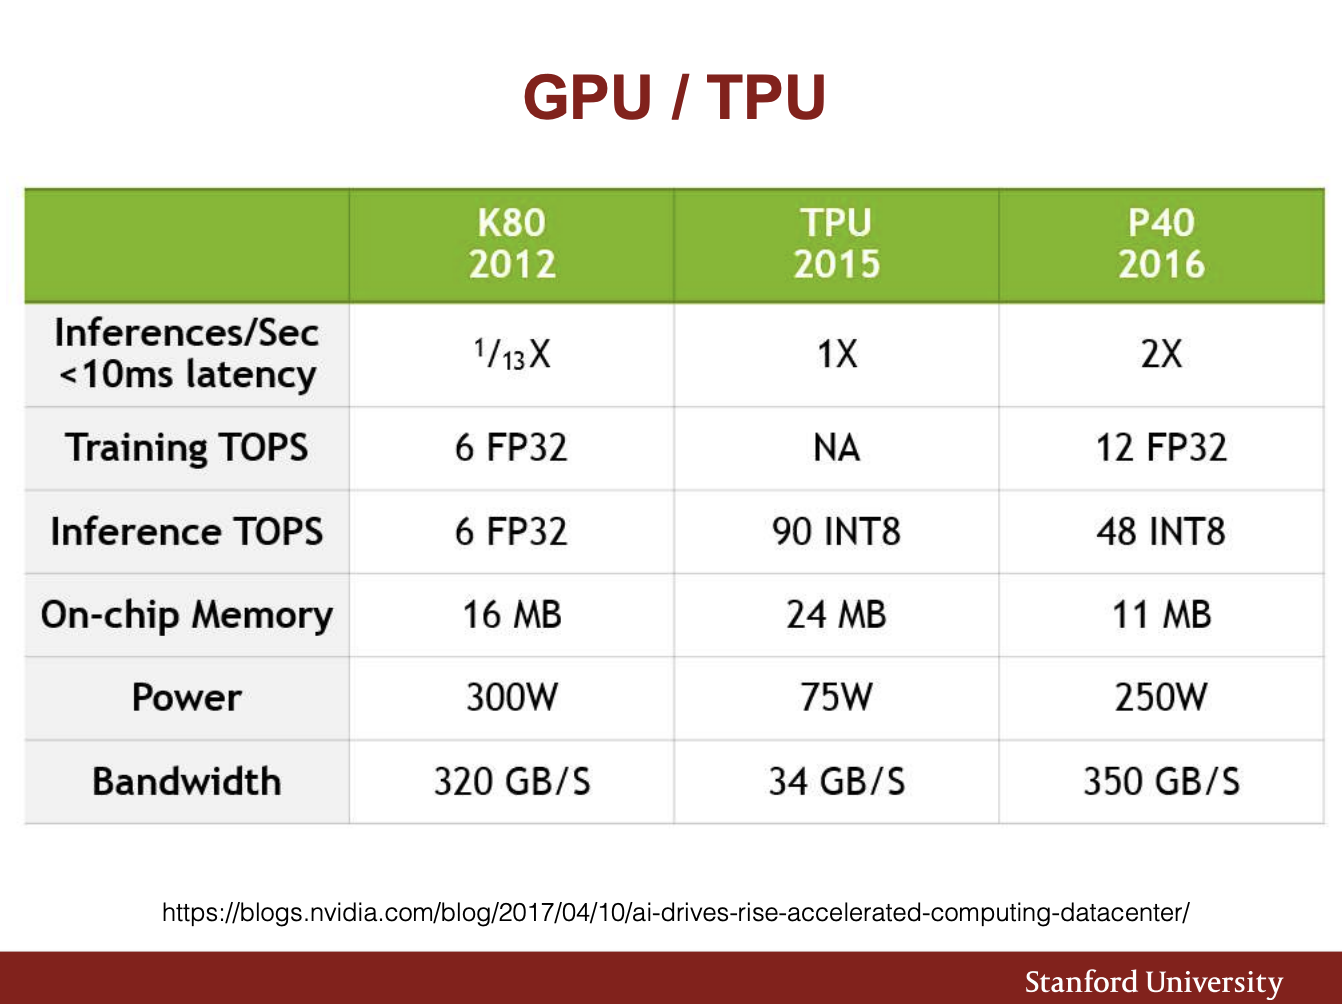 GPU / TPU
K80 TPU P40
2012 2015 2016
Inferences/Sec
<10ms latency 1/13X 1X 2X
Training TOPS 6 FP32 NA 12 FP32
Inference TOPS 6 FP32 90 INT8 48 INT8
On-chip Memory 16 MB 24 MB 11 MB
Power 300W 75W 250W
Bandwidth 320 GB/S 34 GB/S 350 GB/S
https://blogs.nvidia.com/blog/2017/04/10/ai-drives-rise-accelerated-computing-datacenter/
Stanford University